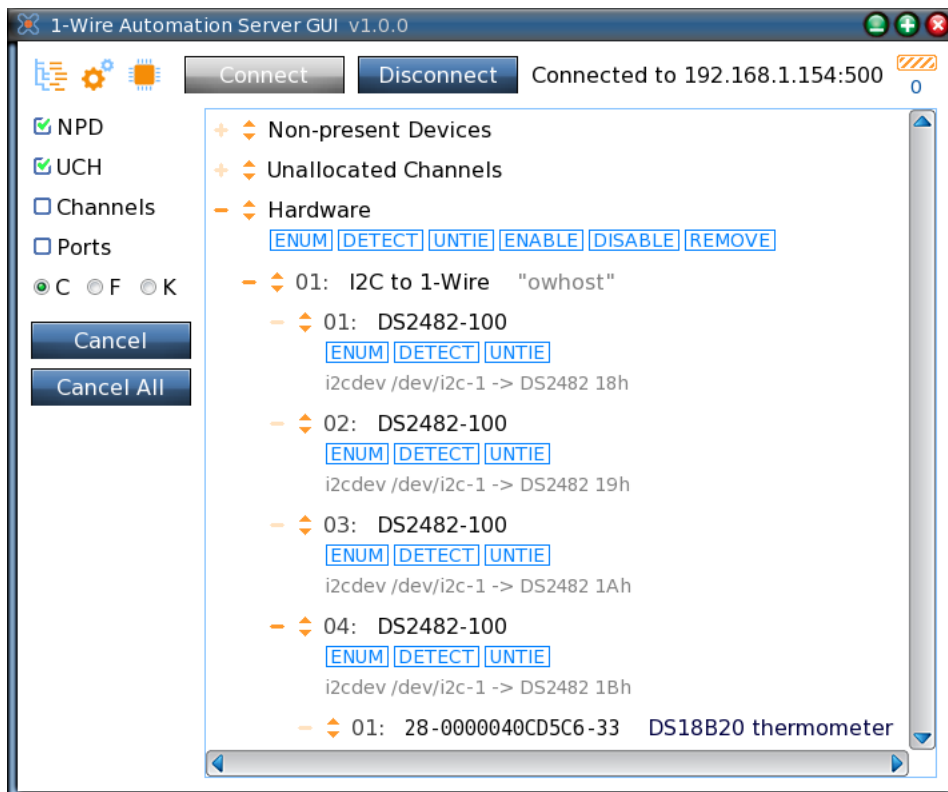 1-Wire Automation Server GUI v1.0.0
Connect Disconnect Connected to 192.168.1.154:500 0
NPD
UCH
Channels
Ports
C F K
Cancel
Cancel All
Non-present Devices
Unallocated Channels
Hardware
ENUM DETECT UNTIE ENABLE DISABLE REMOVE
01: I2C to 1-Wire "owhost"
01: DS2482-100
ENUM DETECT UNTIE
i2cdev /dev/i2c-1 -> DS2482 18h
02: DS2482-100
ENUM DETECT UNTIE
i2cdev /dev/i2c-1 -> DS2482 19h
03: DS2482-100
ENUM DETECT UNTIE
i2cdev /dev/i2c-1 -> DS2482 1Ah
04: DS2482-100
ENUM DETECT UNTIE
i2cdev /dev/i2c-1 -> DS2482 1Bh
01: 28-0000040CD5C6-33 DS18B20 thermometer